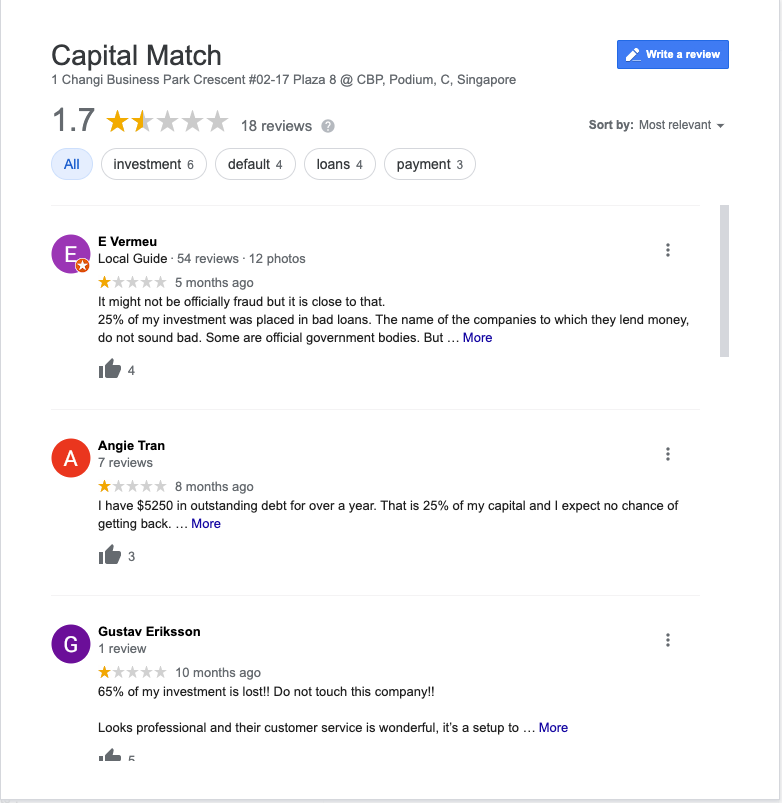 Capital Match
Write a review
1 Changi Business Park Crescent #02-17 Plaza 8 @ CBP, Podium, C, Singapore
1.7 18 reviews ?
Sort by: Most relevant
All investment 6 default 4 loans 4 payment 3
E
E Vermeu
Local Guide · 54 reviews · 12 photos
5 months ago
It might not be officially fraud but it is close to that.
25% of my investment was placed in bad loans. The name of the companies to which they lend money,
do not sound bad. Some are official government bodies. But … More
4
A
Angie Tran
7 reviews
8 months ago
I have $5250 in outstanding debt for over a year. That is 25% of my capital and I expect no chance of
getting back. … More
3
G
Gustav Eriksson
1 review
10 months ago
65% of my investment is lost!! Do not touch this company!!
Looks professional and their customer service is wonderful, it’s a setup to … More
5